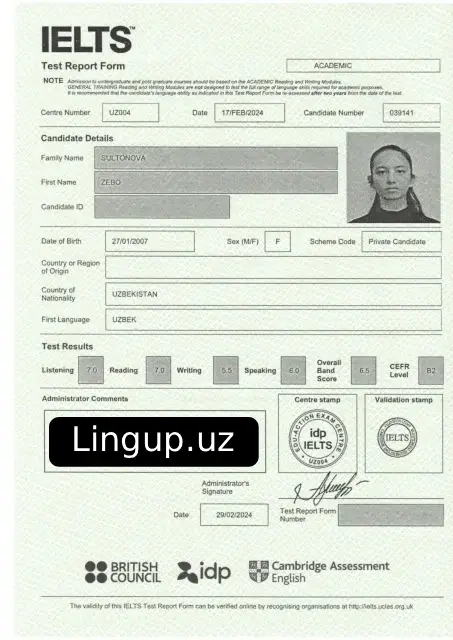 IELTS™
Test Report Form
ACADEMIC
NOTE Admission to undergraduate and post graduate courses should be based on the ACADEMIC Reading and Writing Modules.
GENERAL TRAINING Reading and Writing Modules are not designed to test the full range of language skills required for academic purposes.
It is recommended that the candidate's language ability as indicated in this Test Report Form be re-assessed after two years from the date of the test.
Centre Number UZ004 Date 17/FEB/2024 Candidate Number 039141
Candidate Details
Family Name SULTONOVA
First Name ZEBO
Candidate ID
Date of Birth 27/01/2007 Sex (M/F) F Scheme Code Private Candidate
Country or Region
of Origin
Country of
Nationality UZBEKISTAN
First Language UZBEK
Test Results
Listening 7.0 Reading 7.0 Writing 5.5 Speaking 6.0 Overall Band Score 6.5 CEFR Level B2
Administrator Comments
Centre stamp
Validation stamp
Lingup.uz
EDU-ACTION EXAM CENTRE
idp
IELTS
UZ004
IELTS
Administrator's
Signature
Date 29/02/2024
Test Report Form
Number
BRITISH
COUNCIL
idp
Cambridge Assessment
English
The validity of this IELTS Test Report Form can be verified online by recognising organisations at http://ielts.ucles.org.uk